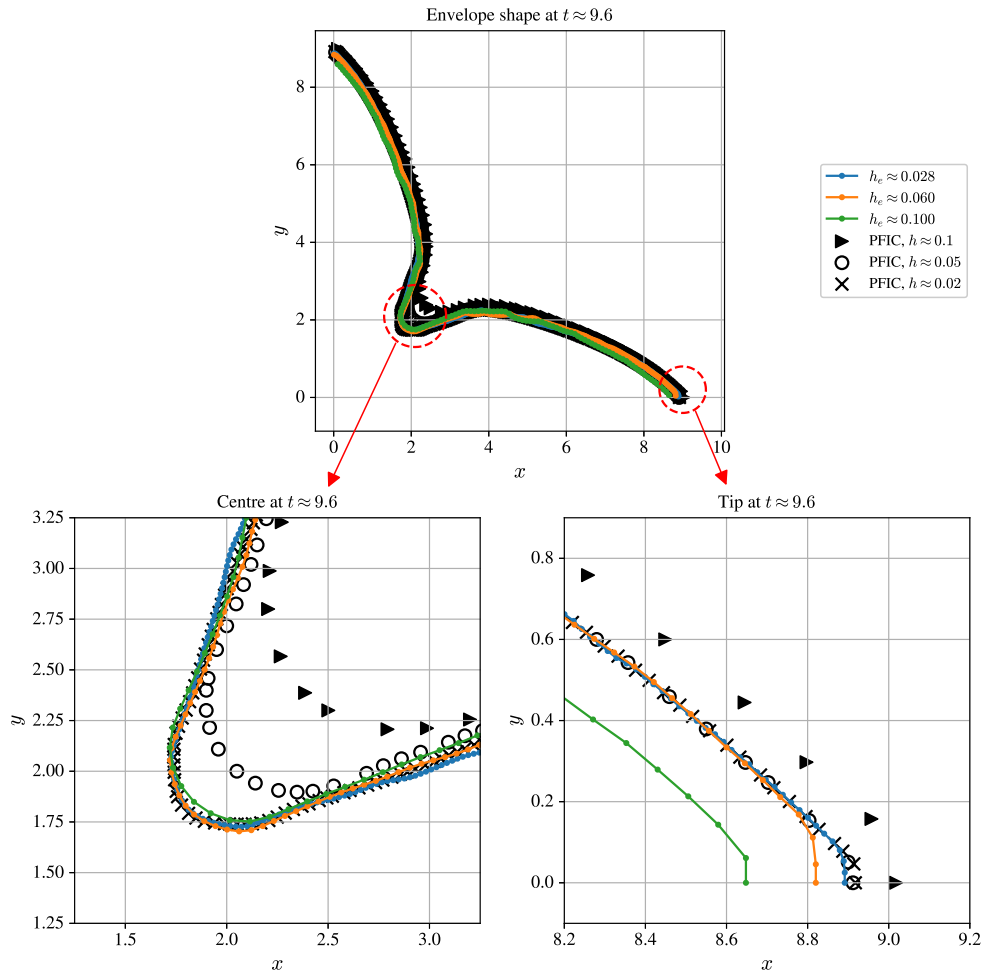 Envelope shape at t ≈ 9.6
8
6
4
2
0
y
0 2 4 6 8 10
x
h_e ≈ 0.028
h_e ≈ 0.060
h_e ≈ 0.100
PFIC, h ≈ 0.1
PFIC, h ≈ 0.05
PFIC, h ≈ 0.02
Centre at t ≈ 9.6
3.25
3.00
2.75
2.50
2.25
2.00
1.75
1.50
1.25
y
1.5 2.0 2.5 3.0
x
Tip at t ≈ 9.6
0.8
0.6
0.4
0.2
0.0
y
8.2 8.4 8.6 8.8 9.0 9.2
x